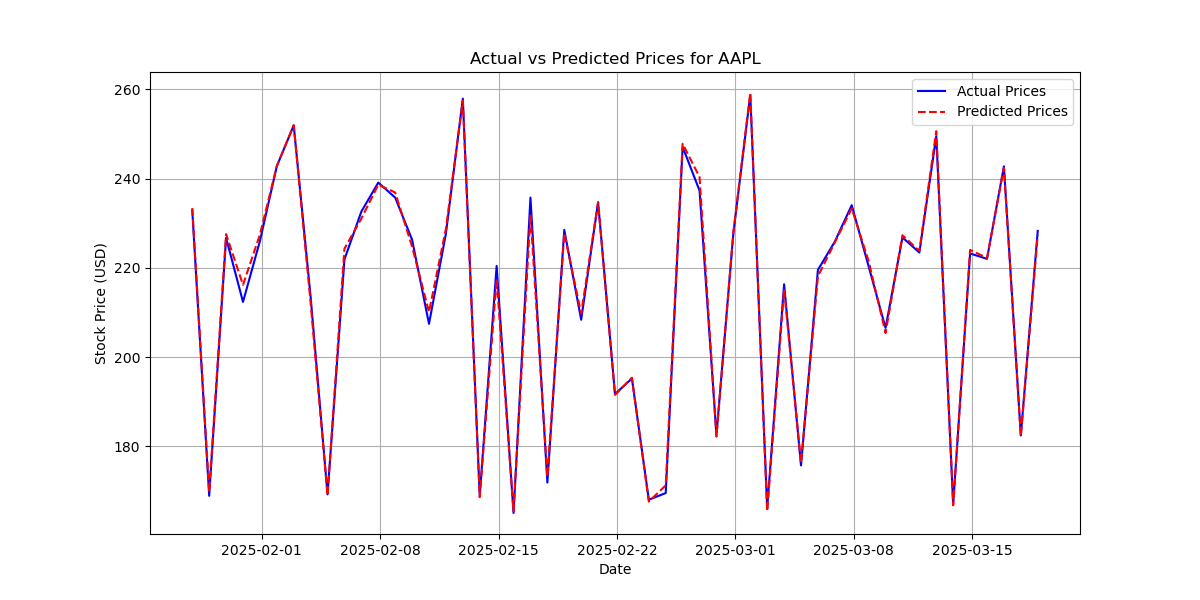 Actual vs Predicted Prices for AAPL
Actual Prices
Predicted Prices
Stock Price (USD)
260
240
220
200
180
2025-02-01 2025-02-08 2025-02-15 2025-02-22 2025-03-01 2025-03-08 2025-03-15
Date